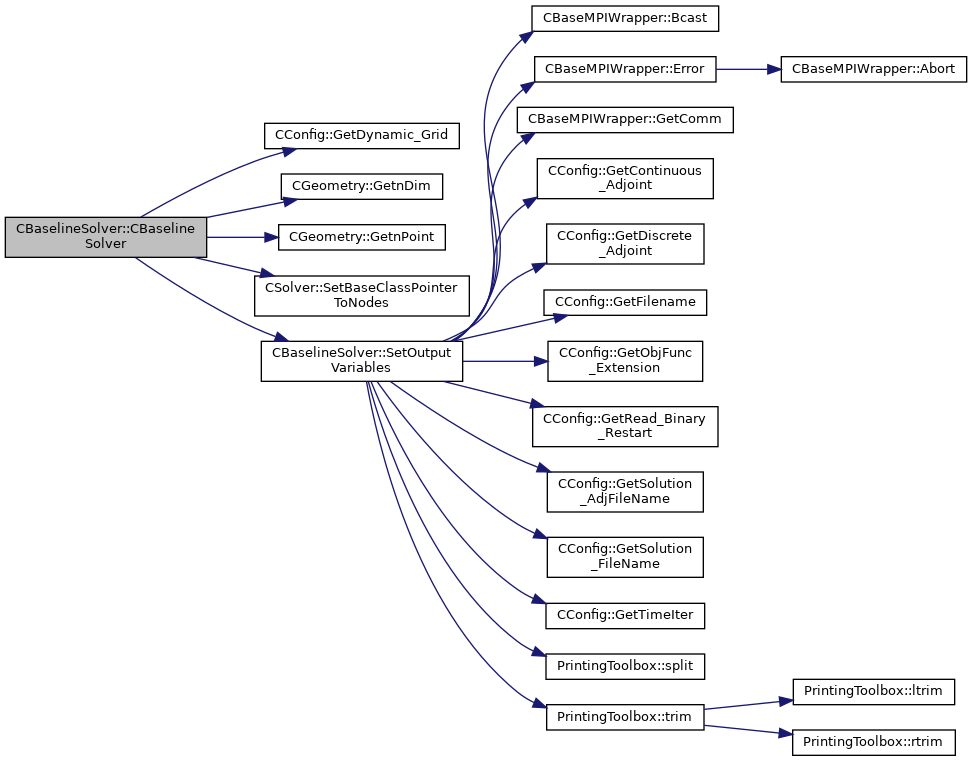 CBaselineSolver::CBaseline
Solver
CConfig::GetDynamic_Grid
CGeometry::GetnDim
CGeometry::GetnPoint
CSolver::SetBaseClassPointer
ToNodes
CBaselineSolver::SetOutput
Variables
CBaseMPIWrapper::Bcast
CBaseMPIWrapper::Error
CBaseMPIWrapper::Abort
CBaseMPIWrapper::GetComm
CConfig::GetContinuous
_Adjoint
CConfig::GetDiscrete
_Adjoint
CConfig::GetFilename
CConfig::GetObjFunc
_Extension
CConfig::GetRead_Binary
_Restart
CConfig::GetSolution
_AdjFileName
CConfig::GetSolution
_FileName
CConfig::GetTimeIter
PrintingToolbox::split
PrintingToolbox::trim
PrintingToolbox::ltrim
PrintingToolbox::rtrim